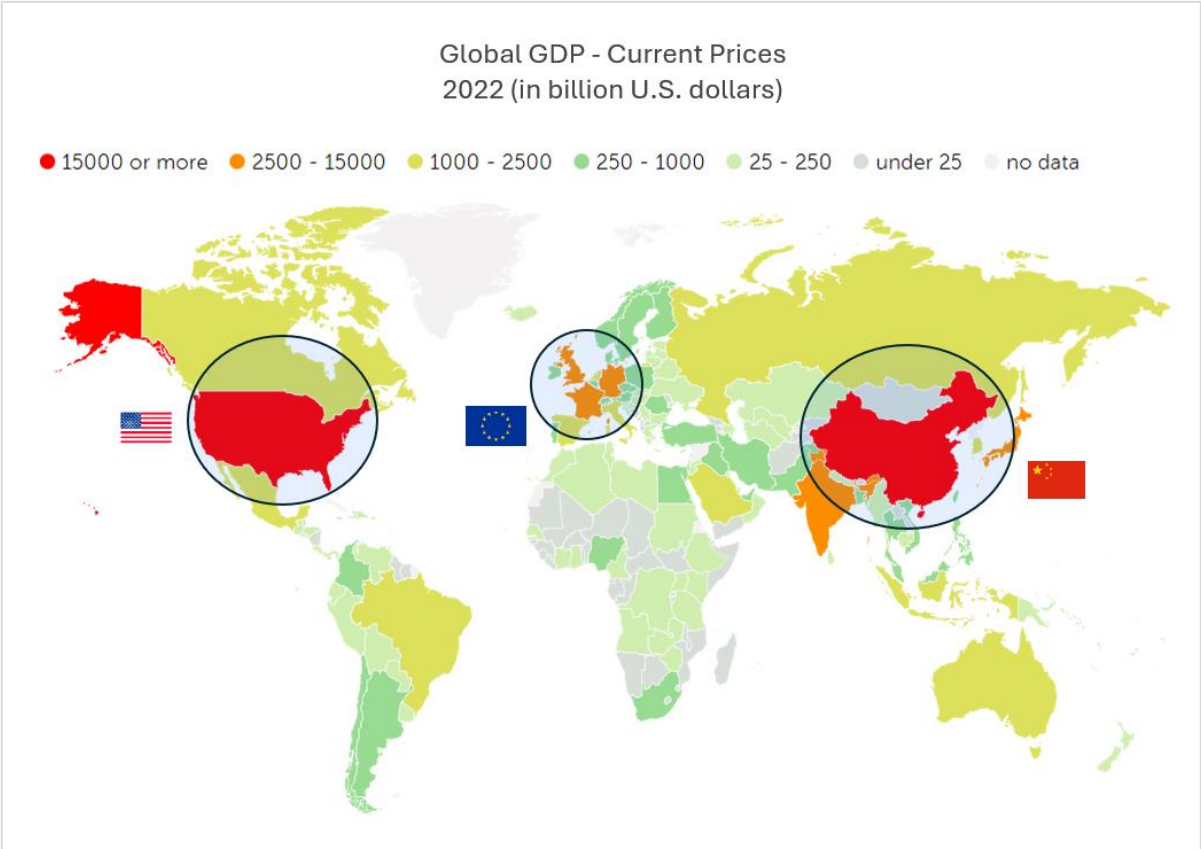 Global GDP - Current Prices
2022 (in billion U.S. dollars)
15000 or more 2500 - 15000 1000 - 2500 250 - 1000 25 - 250 under 25 no data